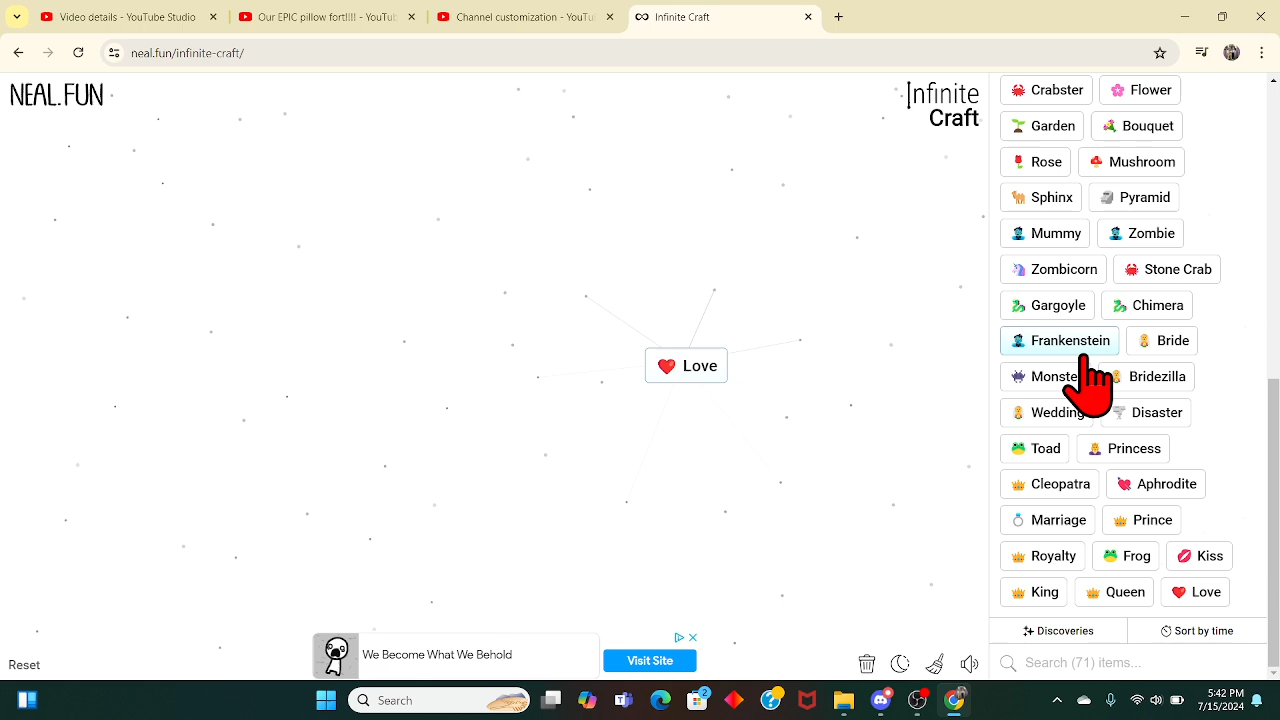 Video details - YouTube Studio
Our EPIC pillow fort!!!! - YouTub
Channel customization - YouTu
Infinite Craft
neal.fun/infinite-craft/
NEAL.FUN
Infinite
Craft
Crabster
Flower
Garden
Bouquet
Rose
Mushroom
Sphinx
Pyramid
Mummy
Zombie
Zombicorn
Stone Crab
Gargoyle
Chimera
Love
Frankenstein
Bride
Monste
Bridezilla
Wedding
Disaster
Toad
Princess
Cleopatra
Aphrodite
Marriage
Prince
Royalty
Frog
Kiss
King
Queen
Love
Discoveries
Sort by time
We Become What We Behold
Visit Site
Reset
Search (71) items...
Search
2
5:42 PM
7/15/2024